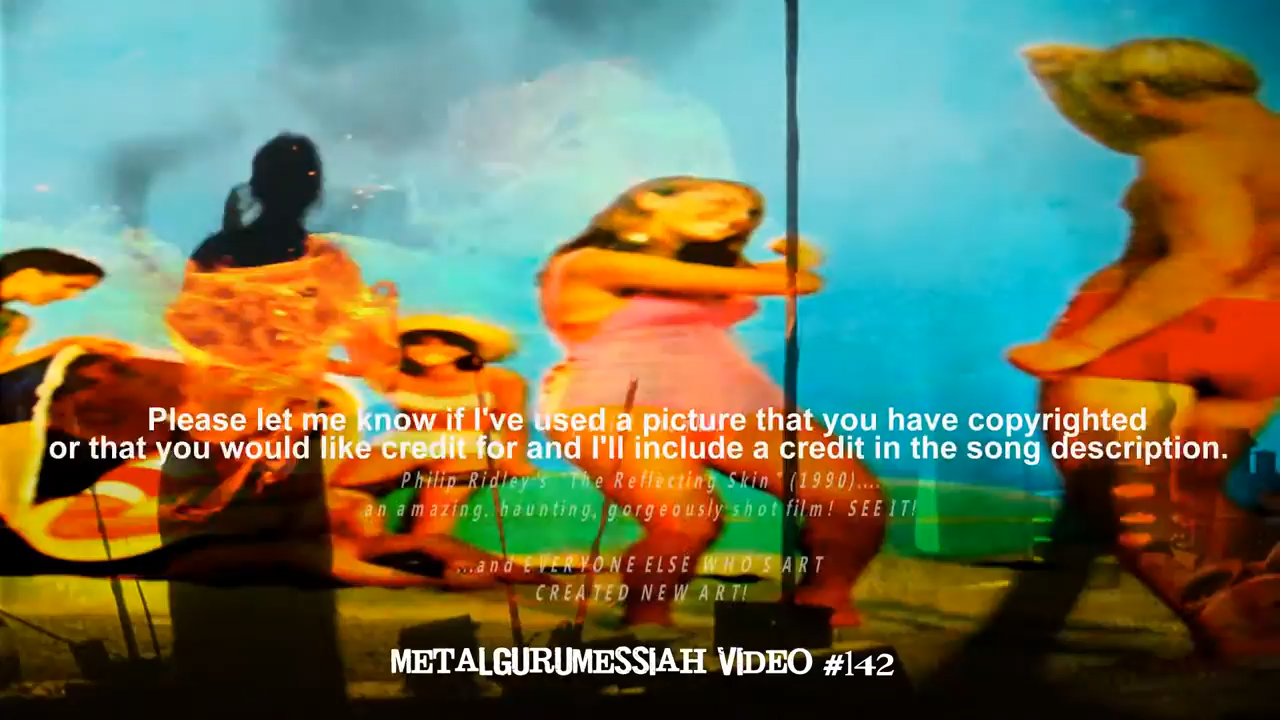 Please let me know if I've used a picture that you have copyrighted
or that you would like credit for and I'll include a credit in the song description.
Philip Ridley's "The Reflecting Skin" (1990)....
an amazing, haunting, gorgeously shot film! SEE IT!
...and EVERYONE ELSE WHO'S ART
CREATED NEW ART!
METALGURUMESSIAH VIDEO #142